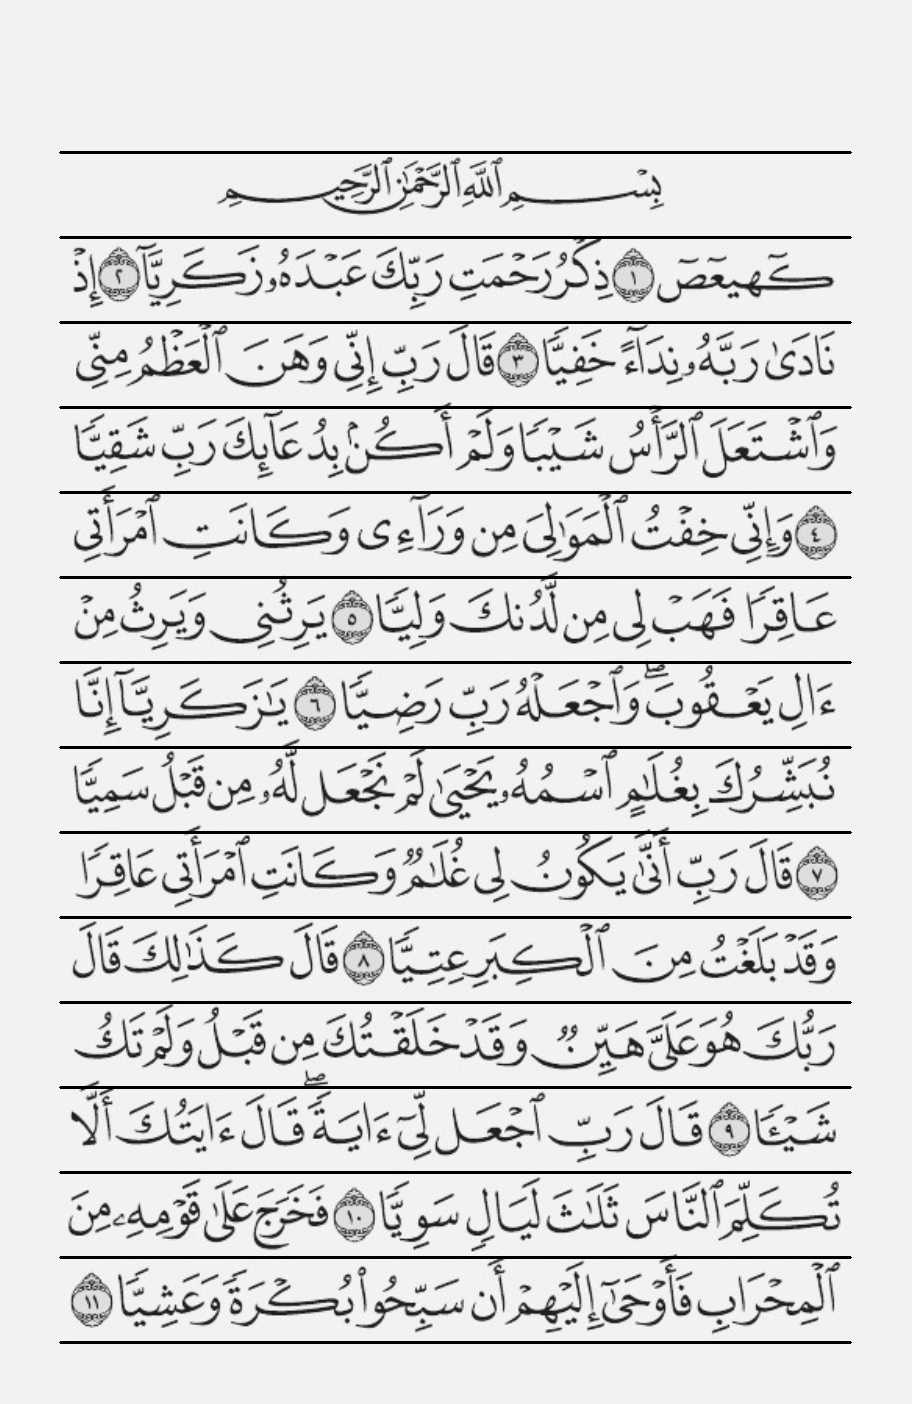 بِسْمِ ٱللَّهِ ٱلرَّحْمَٰنِ ٱلرَّحِيمِ
كٓهيعٓصٓ ١ ذِكْرُ رَحْمَتِ رَبِّكَ عَبْدَهُۥ زَكَرِيَّآ ٢ إِذْ
نَادَىٰ رَبَّهُۥ نِدَآءً خَفِيًّا ٣ قَالَ رَبِّ إِنِّى وَهَنَ ٱلْعَظْمُ مِنِّى
وَٱشْتَعَلَ ٱلرَّأْسُ شَيْبًا وَلَمْ أَكُنۢ بِدُعَآئِكَ رَبِّ شَقِيًّا
٤ وَإِنِّى خِفْتُ ٱلْمَوَٰلِىَ مِن وَرَآءِى وَكَانَتِ ٱمْرَأَتِى
عَاقِرًا فَهَبْ لِى مِن لَّدُنكَ وَلِيًّا ٥ يَرِثُنِى وَيَرِثُ مِنْ
ءَالِ يَعْقُوبَ ۖ وَٱجْعَلْهُ رَبِّ رَضِيًّا ٦ يَٰزَكَرِيَّآ إِنَّا
نُبَشِّرُكَ بِغُلَٰمٍ ٱسْمُهُۥ يَحْيَىٰ لَمْ نَجْعَل لَّهُۥ مِن قَبْلُ سَمِيًّا
٧ قَالَ رَبِّ أَنَّىٰ يَكُونُ لِى غُلَٰمٌ وَكَانَتِ ٱمْرَأَتِى عَاقِرًا
وَقَدْ بَلَغْتُ مِنَ ٱلْكِبَرِ عِتِيًّا ٨ قَالَ كَذَٰلِكَ قَالَ
رَبُّكَ هُوَ عَلَىَّ هَيِّنٌ وَقَدْ خَلَقْتُكَ مِن قَبْلُ وَلَمْ تَكُ
شَيْـًٔا ٩ قَالَ رَبِّ ٱجْعَل لِّىٓ ءَايَةً ۖ قَالَ ءَايَتُكَ أَلَّا
تُكَلِّمَ ٱلنَّاسَ ثَلَٰثَ لَيَالٍ سَوِيًّا ١٠ فَخَرَجَ عَلَىٰ قَوْمِهِۦ مِنَ
ٱلْمِحْرَابِ فَأَوْحَىٰٓ إِلَيْهِمْ أَن سَبِّحُوا۟ بُكْرَةً وَعَشِيًّا ١١